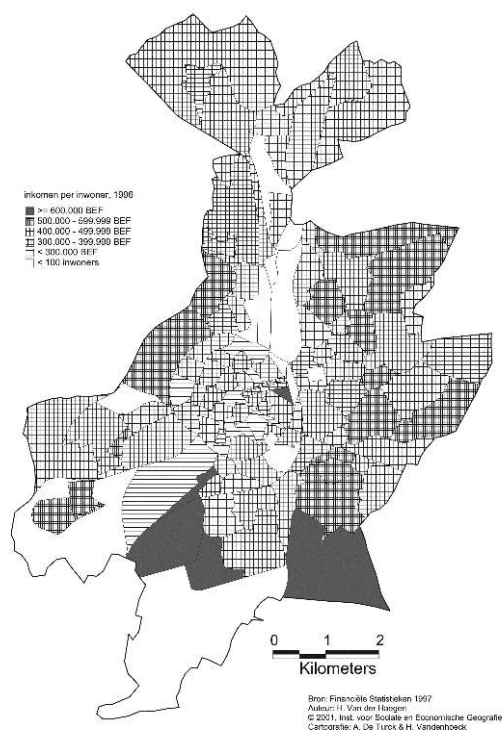 inkomen per inwoner, 1996
>= 600.000 BEF
500.000 - 599.999 BEF
400.000 - 499.999 BEF
300.000 - 399.990 BEF
< 300.000 BEF
< 100 inwoners
0 1 2
Kilometers
Bron: Financiële Statistieken 1997
Auteur: H. Van der Haegen
© 2001, Inst. voor Sociale en Economische Geografie
Cartografie: A. De Turck & H. Vandenhoeck